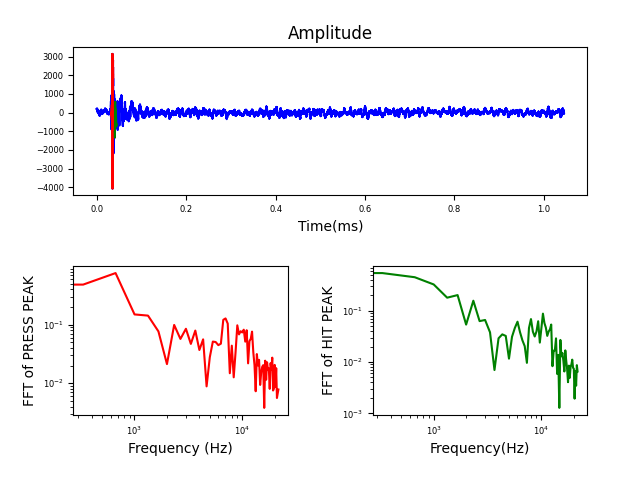 Amplitude
3000
2000
1000
0
−1000
−2000
−3000
−4000
0.0 0.2 0.4 0.6 0.8 1.0
Time(ms)
FFT of PRESS PEAK
10⁻¹
10⁻²
10³ 10⁴
Frequency (Hz)
FFT of HIT PEAK
10⁻¹
10⁻²
10⁻³
10³ 10⁴
Frequency(Hz)